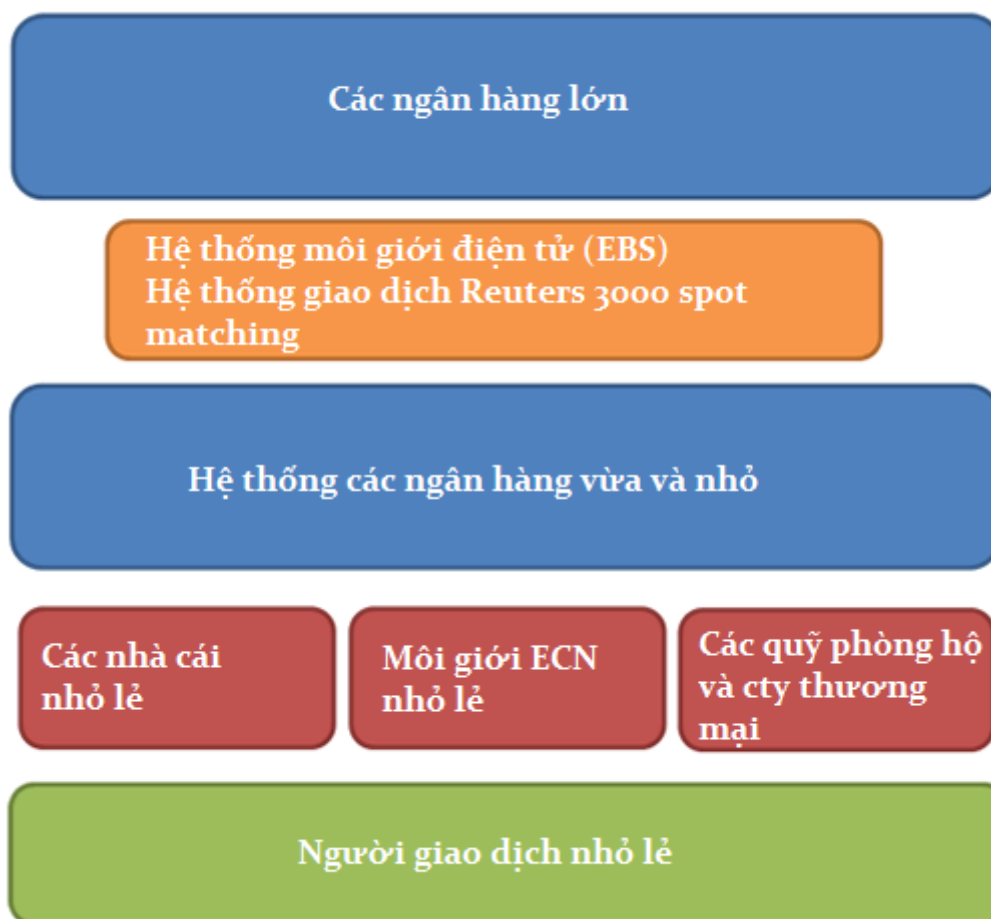 Các ngân hàng lớn
Hệ thống môi giới điện tử (EBS)
Hệ thống giao dịch Reuters 3000 spot
matching
Hệ thống các ngân hàng vừa và nhỏ
Các nhà cái
nhỏ lẻ
Môi giới ECN
nhỏ lẻ
Các quỹ phòng hộ
và cty thương
mại
Người giao dịch nhỏ lẻ